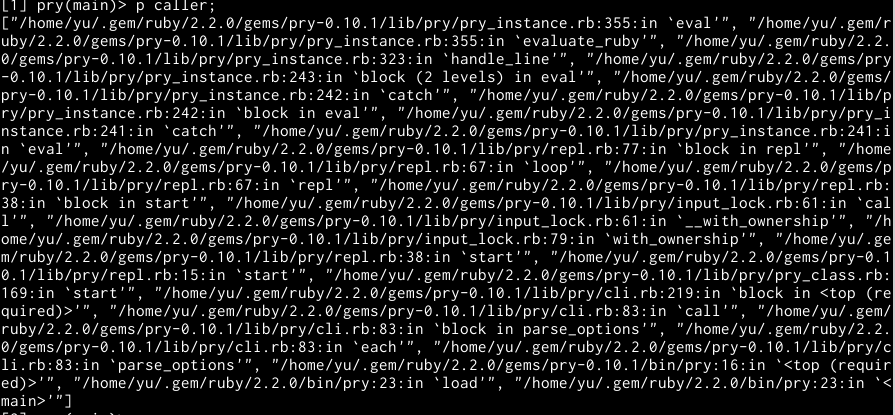 [1] pry(main)> p caller;
["/home/yu/.gem/ruby/2.2.0/gems/pry-0.10.1/lib/pry/pry_instance.rb:355:in `eval'", "/home/yu/.gem/r
uby/2.2.0/gems/pry-0.10.1/lib/pry/pry_instance.rb:355:in `evaluate_ruby'", "/home/yu/.gem/ruby/2.2.
0/gems/pry-0.10.1/lib/pry/pry_instance.rb:323:in `handle_line'", "/home/yu/.gem/ruby/2.2.0/gems/pry
-0.10.1/lib/pry/pry_instance.rb:243:in `block (2 levels) in eval'", "/home/yu/.gem/ruby/2.2.0/gems/
pry-0.10.1/lib/pry/pry_instance.rb:242:in `catch'", "/home/yu/.gem/ruby/2.2.0/gems/pry-0.10.1/lib/p
ry/pry_instance.rb:242:in `block in eval'", "/home/yu/.gem/ruby/2.2.0/gems/pry-0.10.1/lib/pry/pry_i
nstance.rb:241:in `catch'", "/home/yu/.gem/ruby/2.2.0/gems/pry-0.10.1/lib/pry/pry_instance.rb:241:i
n `eval'", "/home/yu/.gem/ruby/2.2.0/gems/pry-0.10.1/lib/pry/repl.rb:77:in `block in repl'", "/home
/yu/.gem/ruby/2.2.0/gems/pry-0.10.1/lib/pry/repl.rb:67:in `loop'", "/home/yu/.gem/ruby/2.2.0/gems/p
ry-0.10.1/lib/pry/repl.rb:67:in `repl'", "/home/yu/.gem/ruby/2.2.0/gems/pry-0.10.1/lib/pry/repl.rb:
38:in `block in start'", "/home/yu/.gem/ruby/2.2.0/gems/pry-0.10.1/lib/pry/input_lock.rb:61:in `cal
l'", "/home/yu/.gem/ruby/2.2.0/gems/pry-0.10.1/lib/pry/input_lock.rb:61:in `__with_ownership'", "/h
ome/yu/.gem/ruby/2.2.0/gems/pry-0.10.1/lib/pry/input_lock.rb:79:in `with_ownership'", "/home/yu/.ge
m/ruby/2.2.0/gems/pry-0.10.1/lib/pry/repl.rb:38:in `start'", "/home/yu/.gem/ruby/2.2.0/gems/pry-0.1
0.1/lib/pry/repl.rb:15:in `start'", "/home/yu/.gem/ruby/2.2.0/gems/pry-0.10.1/lib/pry/pry_class.rb:
169:in `start'", "/home/yu/.gem/ruby/2.2.0/gems/pry-0.10.1/lib/pry/cli.rb:219:in `block in <top (re
quired)>'", "/home/yu/.gem/ruby/2.2.0/gems/pry-0.10.1/lib/pry/cli.rb:83:in `call'", "/home/yu/.gem/
ruby/2.2.0/gems/pry-0.10.1/lib/pry/cli.rb:83:in `block in parse_options'", "/home/yu/.gem/ruby/2.2.
0/gems/pry-0.10.1/lib/pry/cli.rb:83:in `each'", "/home/yu/.gem/ruby/2.2.0/gems/pry-0.10.1/lib/pry/c
li.rb:83:in `parse_options'", "/home/yu/.gem/ruby/2.2.0/gems/pry-0.10.1/bin/pry:16:in `<top (requir
ed)>'", "/home/yu/.gem/ruby/2.2.0/bin/pry:23:in `load'", "/home/yu/.gem/ruby/2.2.0/bin/pry:23:in `<
main>'"]